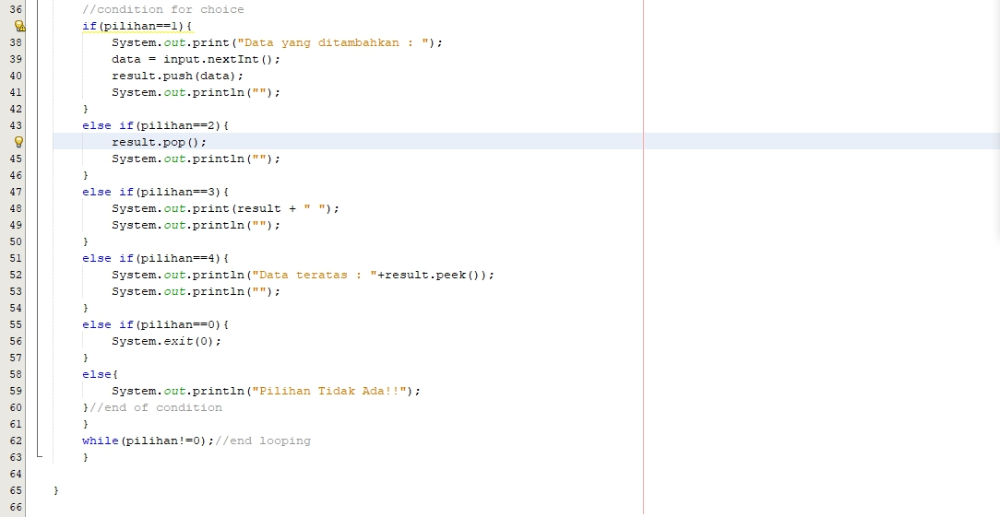 36 //condition for choice
if(pilihan==1){
38 System.out.print("Data yang ditambahkan : ");
39 data = input.nextInt();
40 result.push(data);
41 System.out.println("");
42 }
43 else if(pilihan==2){
result.pop();
45 System.out.println("");
46 }
47 else if(pilihan==3){
48 System.out.print(result + " ");
49 System.out.println("");
50 }
51 else if(pilihan==4){
52 System.out.println("Data teratas : "+result.peek());
53 System.out.println("");
54 }
55 else if(pilihan==0){
56 System.exit(0);
57 }
58 else{
59 System.out.println("Pilihan Tidak Ada!!");
60 }//end of condition
61 }
62 while(pilihan!=0);//end looping
63 }
64
65 }
66